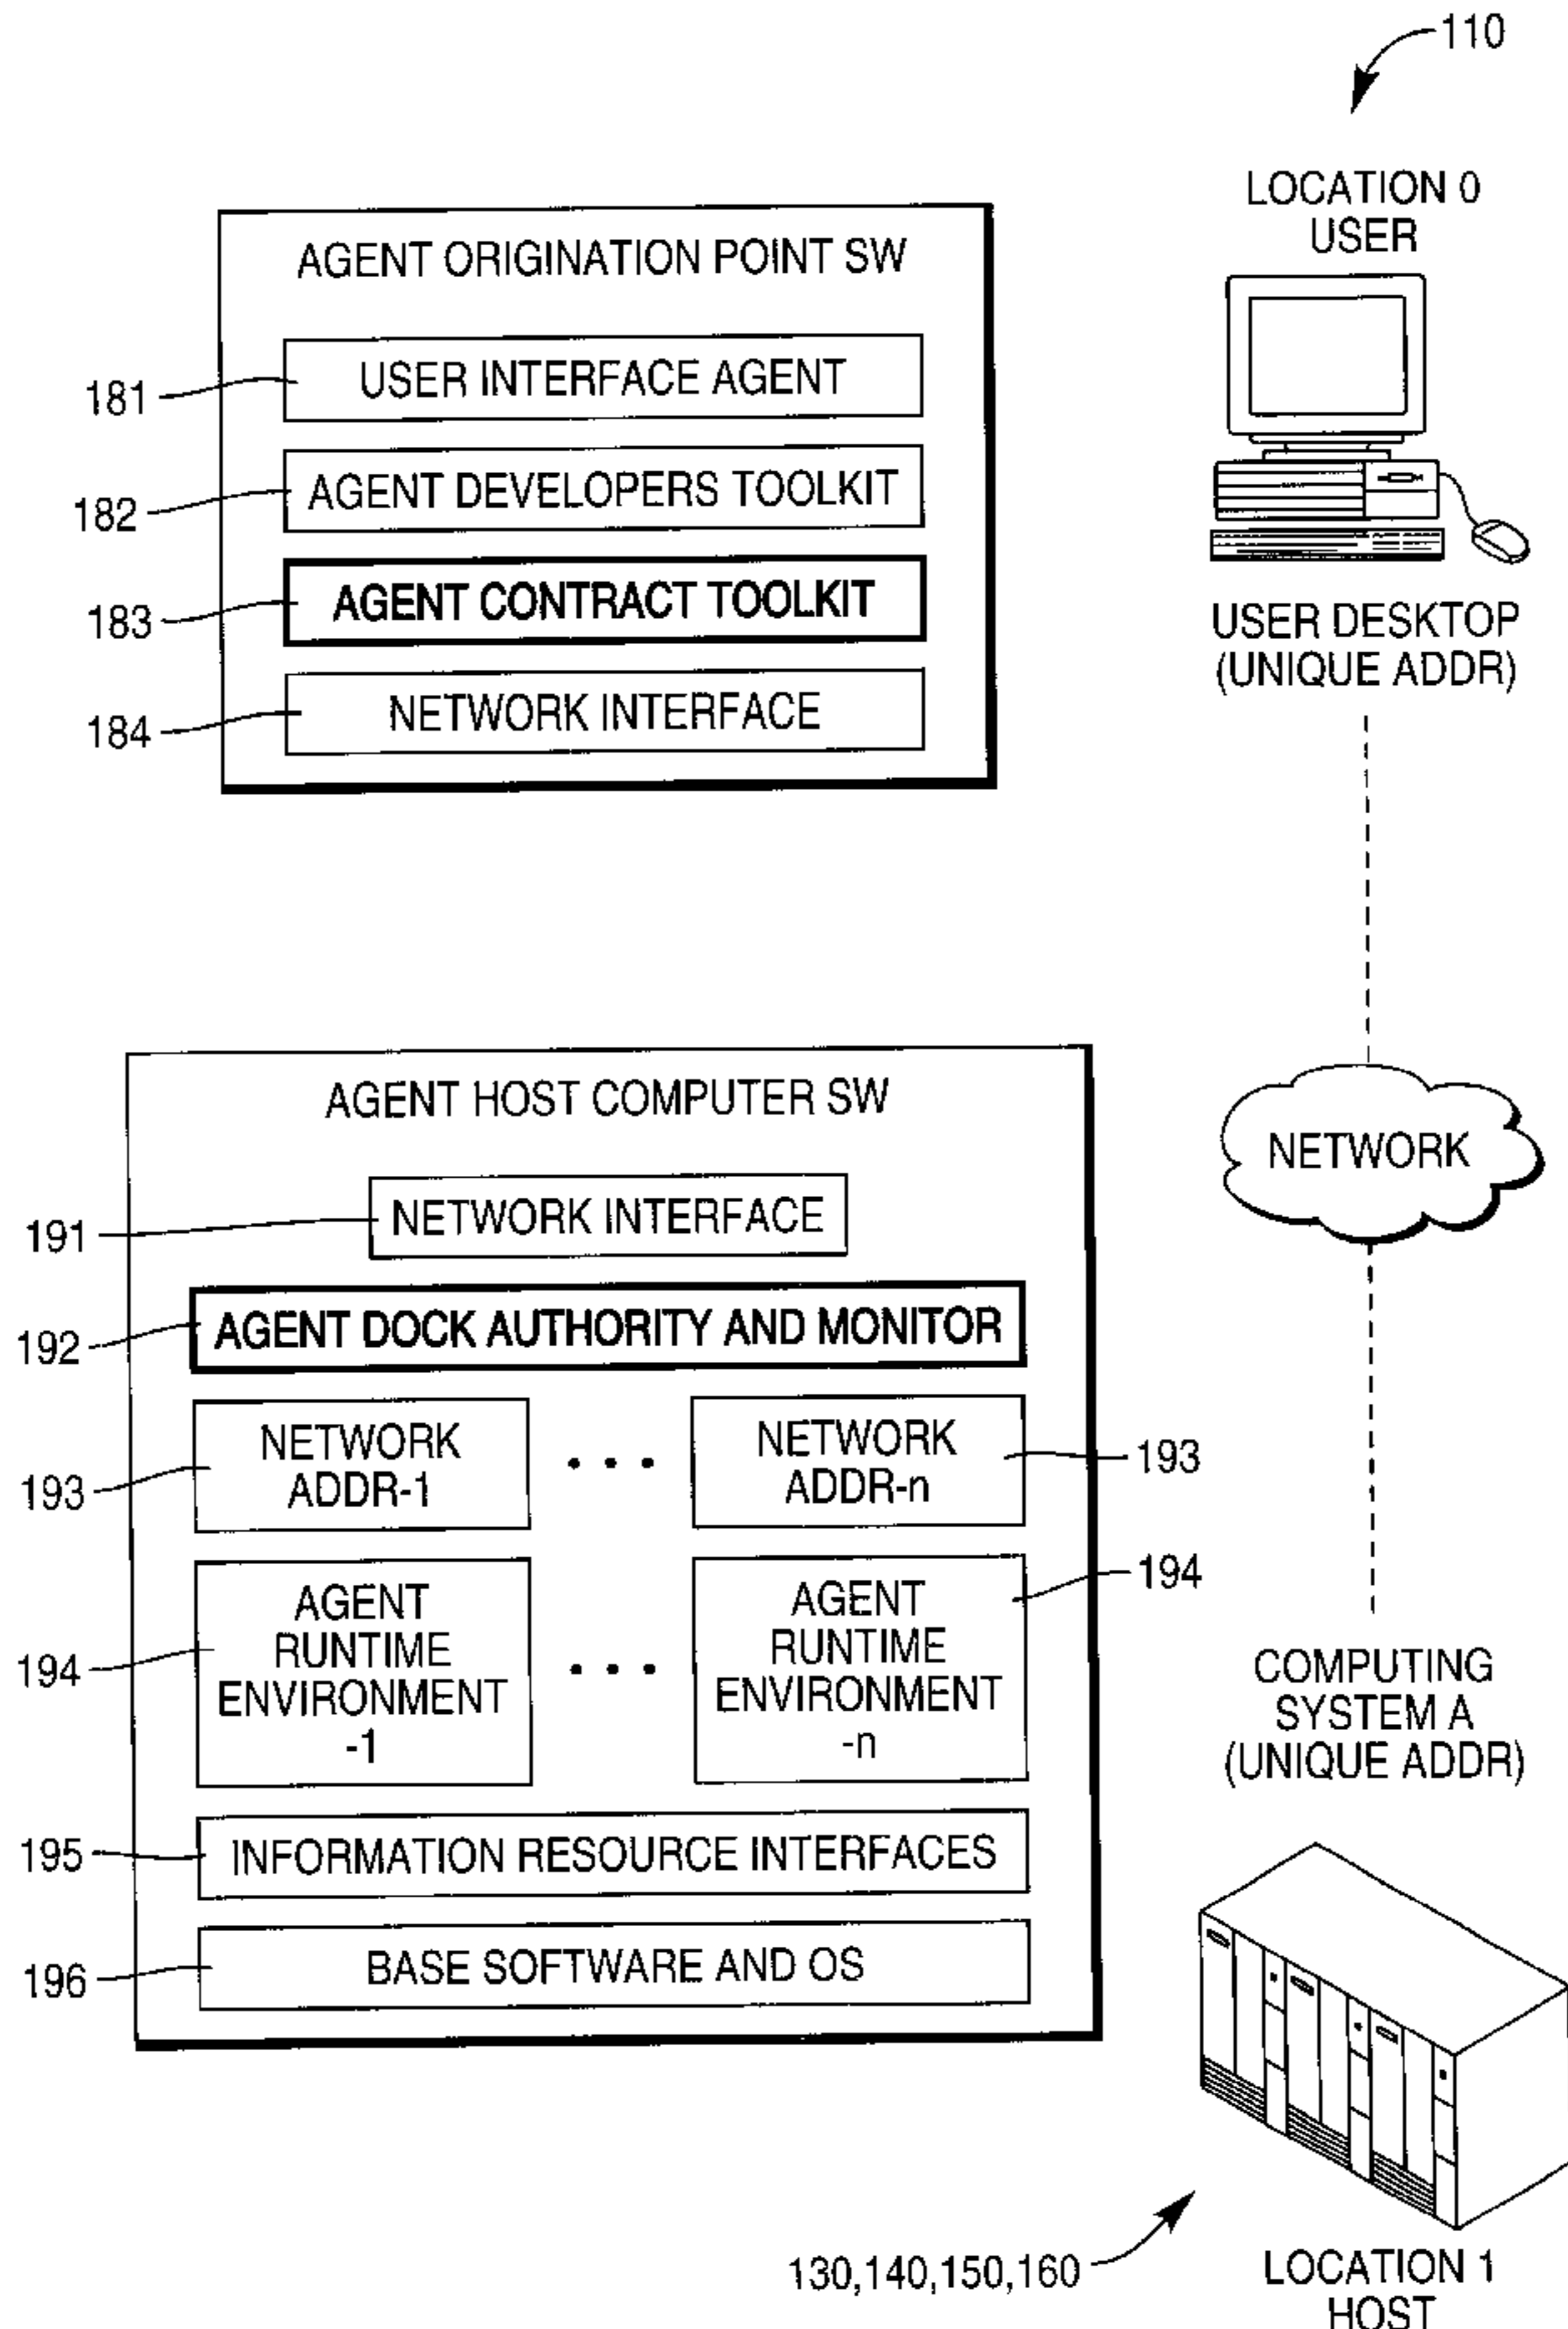 110
LOCATION 0
USER
AGENT ORIGINATION POINT SW
USER INTERFACE AGENT
181
AGENT DEVELOPERS TOOLKIT
182
AGENT CONTRACT TOOLKIT
183
NETWORK INTERFACE
184
USER DESKTOP
(UNIQUE ADDR)
NETWORK
AGENT HOST COMPUTER SW
NETWORK INTERFACE
191
AGENT DOCK AUTHORITY AND MONITOR
192
NETWORK
ADDR-1
193
• • •
NETWORK
ADDR-n
193
AGENT
RUNTIME
ENVIRONMENT
-1
194
• • •
AGENT
RUNTIME
ENVIRONMENT
-n
194
INFORMATION RESOURCE INTERFACES
195
BASE SOFTWARE AND OS
196
COMPUTING
SYSTEM A
(UNIQUE ADDR)
130,140,150,160
LOCATION 1
HOST